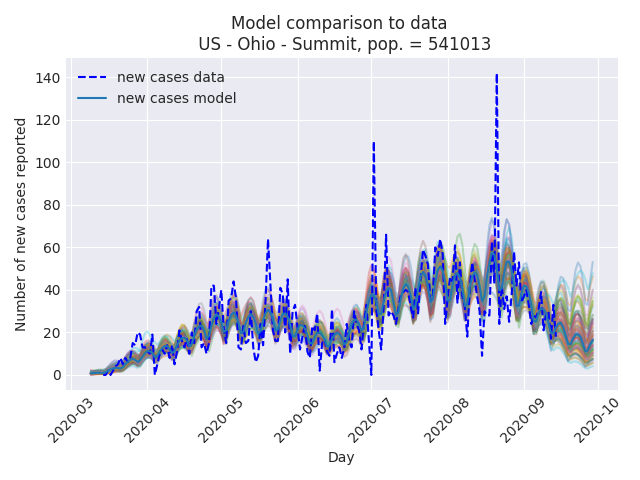 Model comparison to data
US - Ohio - Summit, pop. = 541013
new cases data
new cases model
Number of new cases reported
140
120
100
80
60
40
20
0
2020-03
2020-04
2020-05
2020-06
2020-07
2020-08
2020-09
2020-10
Day